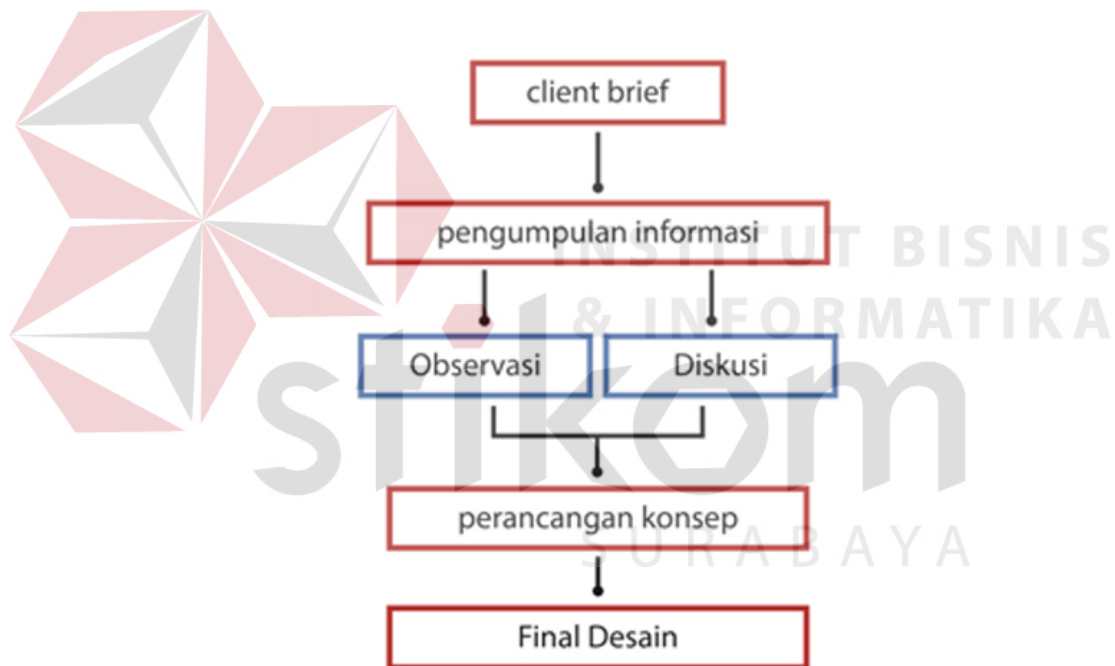 client brief
pengumpulan informasi
INSTITUT BISNIS
& INFORMATIKA
Observasi
Diskusi
stikom
perancangan konsep
SURABAYA
Final Desain